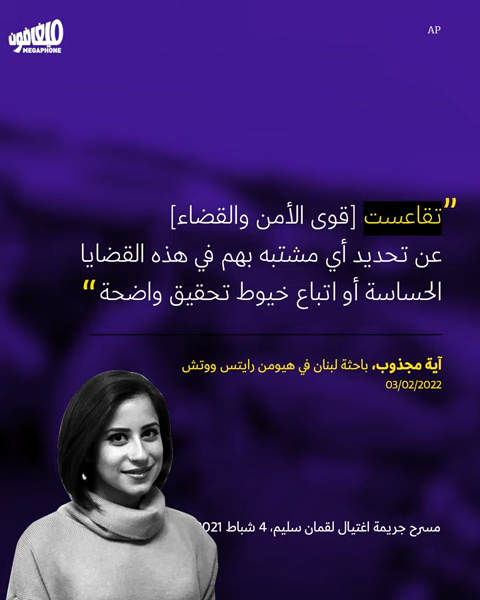 ميغافون
MEGAPHONE
AP
"تقاعست [قوى الأمن والقضاء]
عن تحديد أي مشتبه بهم في هذه القضايا
الحساسة أو اتباع خيوط تحقيق واضحة"
آية مجذوب، باحثة لبنان في هيومن رايتس ووتش
03/02/2022
مسرح جريمة اغتيال لقمان سليم، 4 شباط 2021